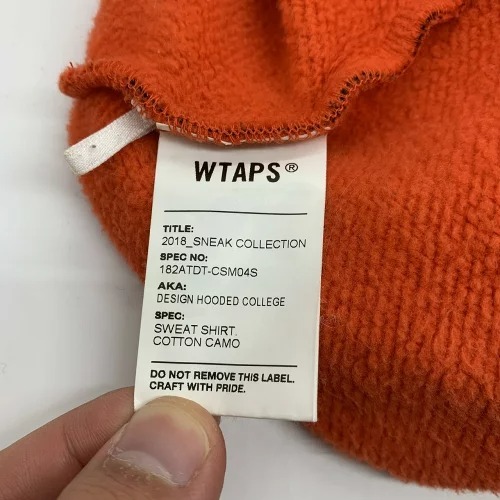 WTAPS®
TITLE:
2018_SNEAK COLLECTION
SPEC NO:
182ATDT-CSM04S
AKA:
DESIGN HOODED COLLEGE
SPEC:
SWEAT SHIRT.
COTTON CAMO
DO NOT REMOVE THIS LABEL.
CRAFT WITH PRIDE.